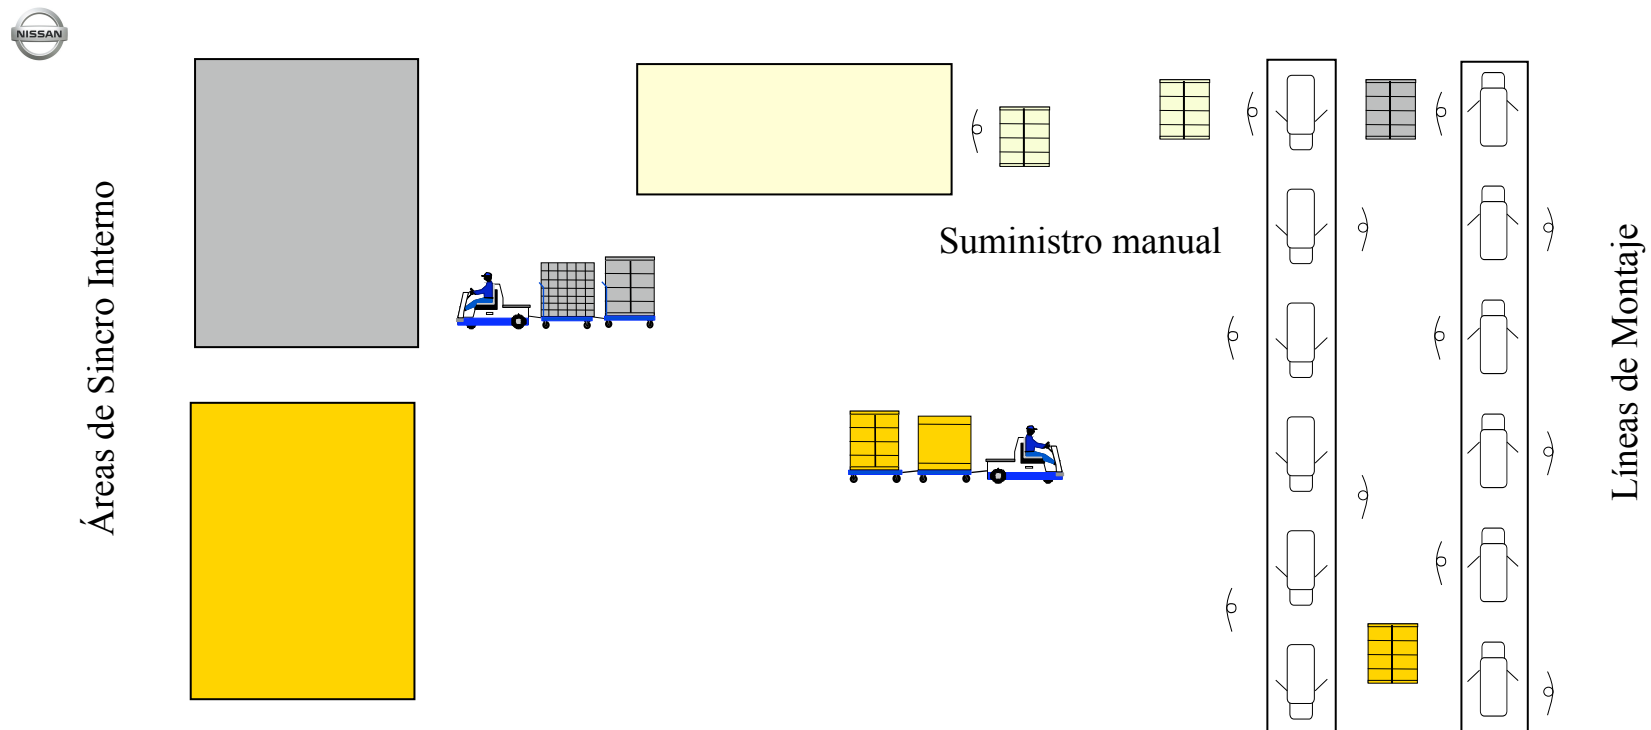 NISSAN
Áreas de Sincro Interno
Suministro manual
Líneas de Montaje